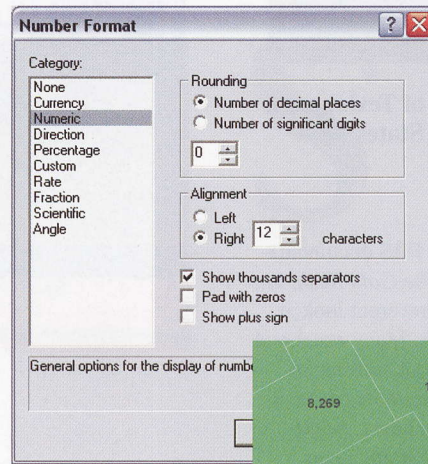 Number Format
Category:
None
Currency
Numeric
Direction
Percentage
Custom
Rate
Fraction
Scientific
Angle
Rounding
Number of decimal places
Number of significant digits
0
Alignment
Left
Right 12 characters
Show thousands separators
Pad with zeros
Show plus sign
General options for the display of
8,269